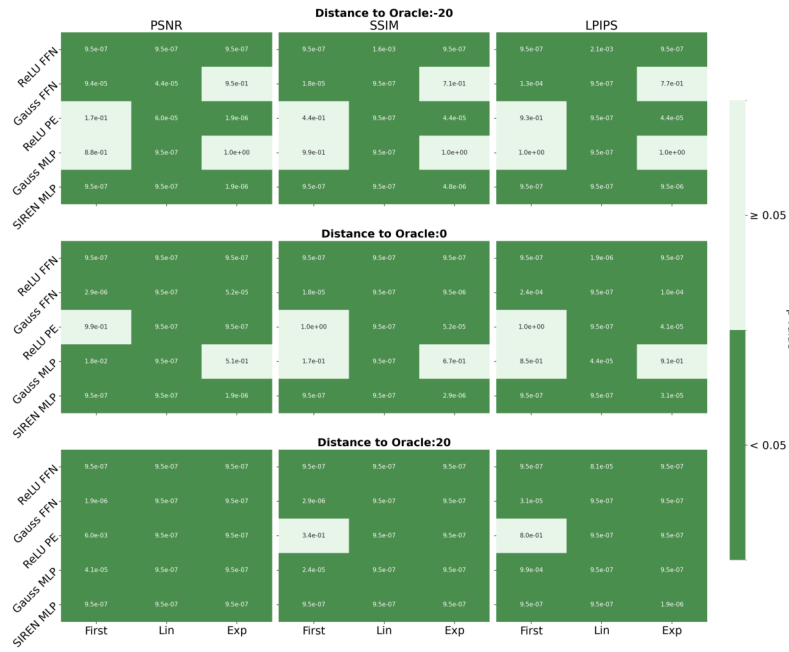 Distance to Oracle:-20
PSNR SSIM LPIPS
ReLU FFN 9.5e-07 9.5e-07 9.5e-07 9.5e-07 1.6e-03 9.5e-07 9.5e-07 2.1e-03 9.5e-07
Gauss FFN 9.4e-05 4.4e-05 9.5e-01 1.8e-05 9.5e-07 7.1e-01 1.3e-04 9.5e-07 7.7e-01
ReLU PE 1.7e-01 6.0e-05 1.9e-06 4.4e-01 9.5e-07 4.4e-05 9.3e-01 9.5e-07 4.4e-05
Gauss MLP 8.8e-01 9.5e-07 1.0e+00 9.9e-01 9.5e-07 1.0e+00 1.0e+00 9.5e-07 1.0e+00
SIREN MLP 9.5e-07 9.5e-07 1.9e-06 9.5e-07 9.5e-07 4.8e-06 9.5e-07 9.5e-07 9.5e-06
Distance to Oracle:0
ReLU FFN 9.5e-07 9.5e-07 9.5e-07 9.5e-07 9.5e-07 9.5e-07 9.5e-07 1.9e-06 9.5e-07
Gauss FFN 2.9e-06 9.5e-07 5.2e-05 1.8e-05 9.5e-07 9.5e-06 2.4e-04 9.5e-07 1.0e-04
ReLU PE 9.9e-01 9.5e-07 9.5e-07 1.0e+00 9.5e-07 5.2e-05 1.0e+00 9.5e-07 4.1e-05
Gauss MLP 1.8e-02 9.5e-07 5.1e-01 1.7e-01 9.5e-07 6.7e-01 8.5e-01 4.4e-05 9.1e-01
SIREN MLP 9.5e-07 9.5e-07 1.9e-06 9.5e-07 9.5e-07 2.9e-06 9.5e-07 9.5e-07 3.1e-05
Distance to Oracle:20
ReLU FFN 9.5e-07 9.5e-07 9.5e-07 9.5e-07 9.5e-07 9.5e-07 9.5e-07 8.1e-05 9.5e-07
Gauss FFN 1.9e-06 9.5e-07 9.5e-07 2.9e-06 9.5e-07 9.5e-07 3.1e-05 9.5e-07 9.5e-07
ReLU PE 6.0e-03 9.5e-07 9.5e-07 3.4e-01 9.5e-07 9.5e-07 8.0e-01 9.5e-07 9.5e-07
Gauss MLP 4.1e-05 9.5e-07 9.5e-07 2.4e-05 9.5e-07 9.5e-07 9.9e-04 9.5e-07 9.5e-07
SIREN MLP 9.5e-07 9.5e-07 9.5e-07 9.5e-07 9.5e-07 9.5e-07 9.5e-07 9.5e-07 1.9e-06
First Lin Exp First Lin Exp First Lin Exp
≥ 0.05
< 0.05